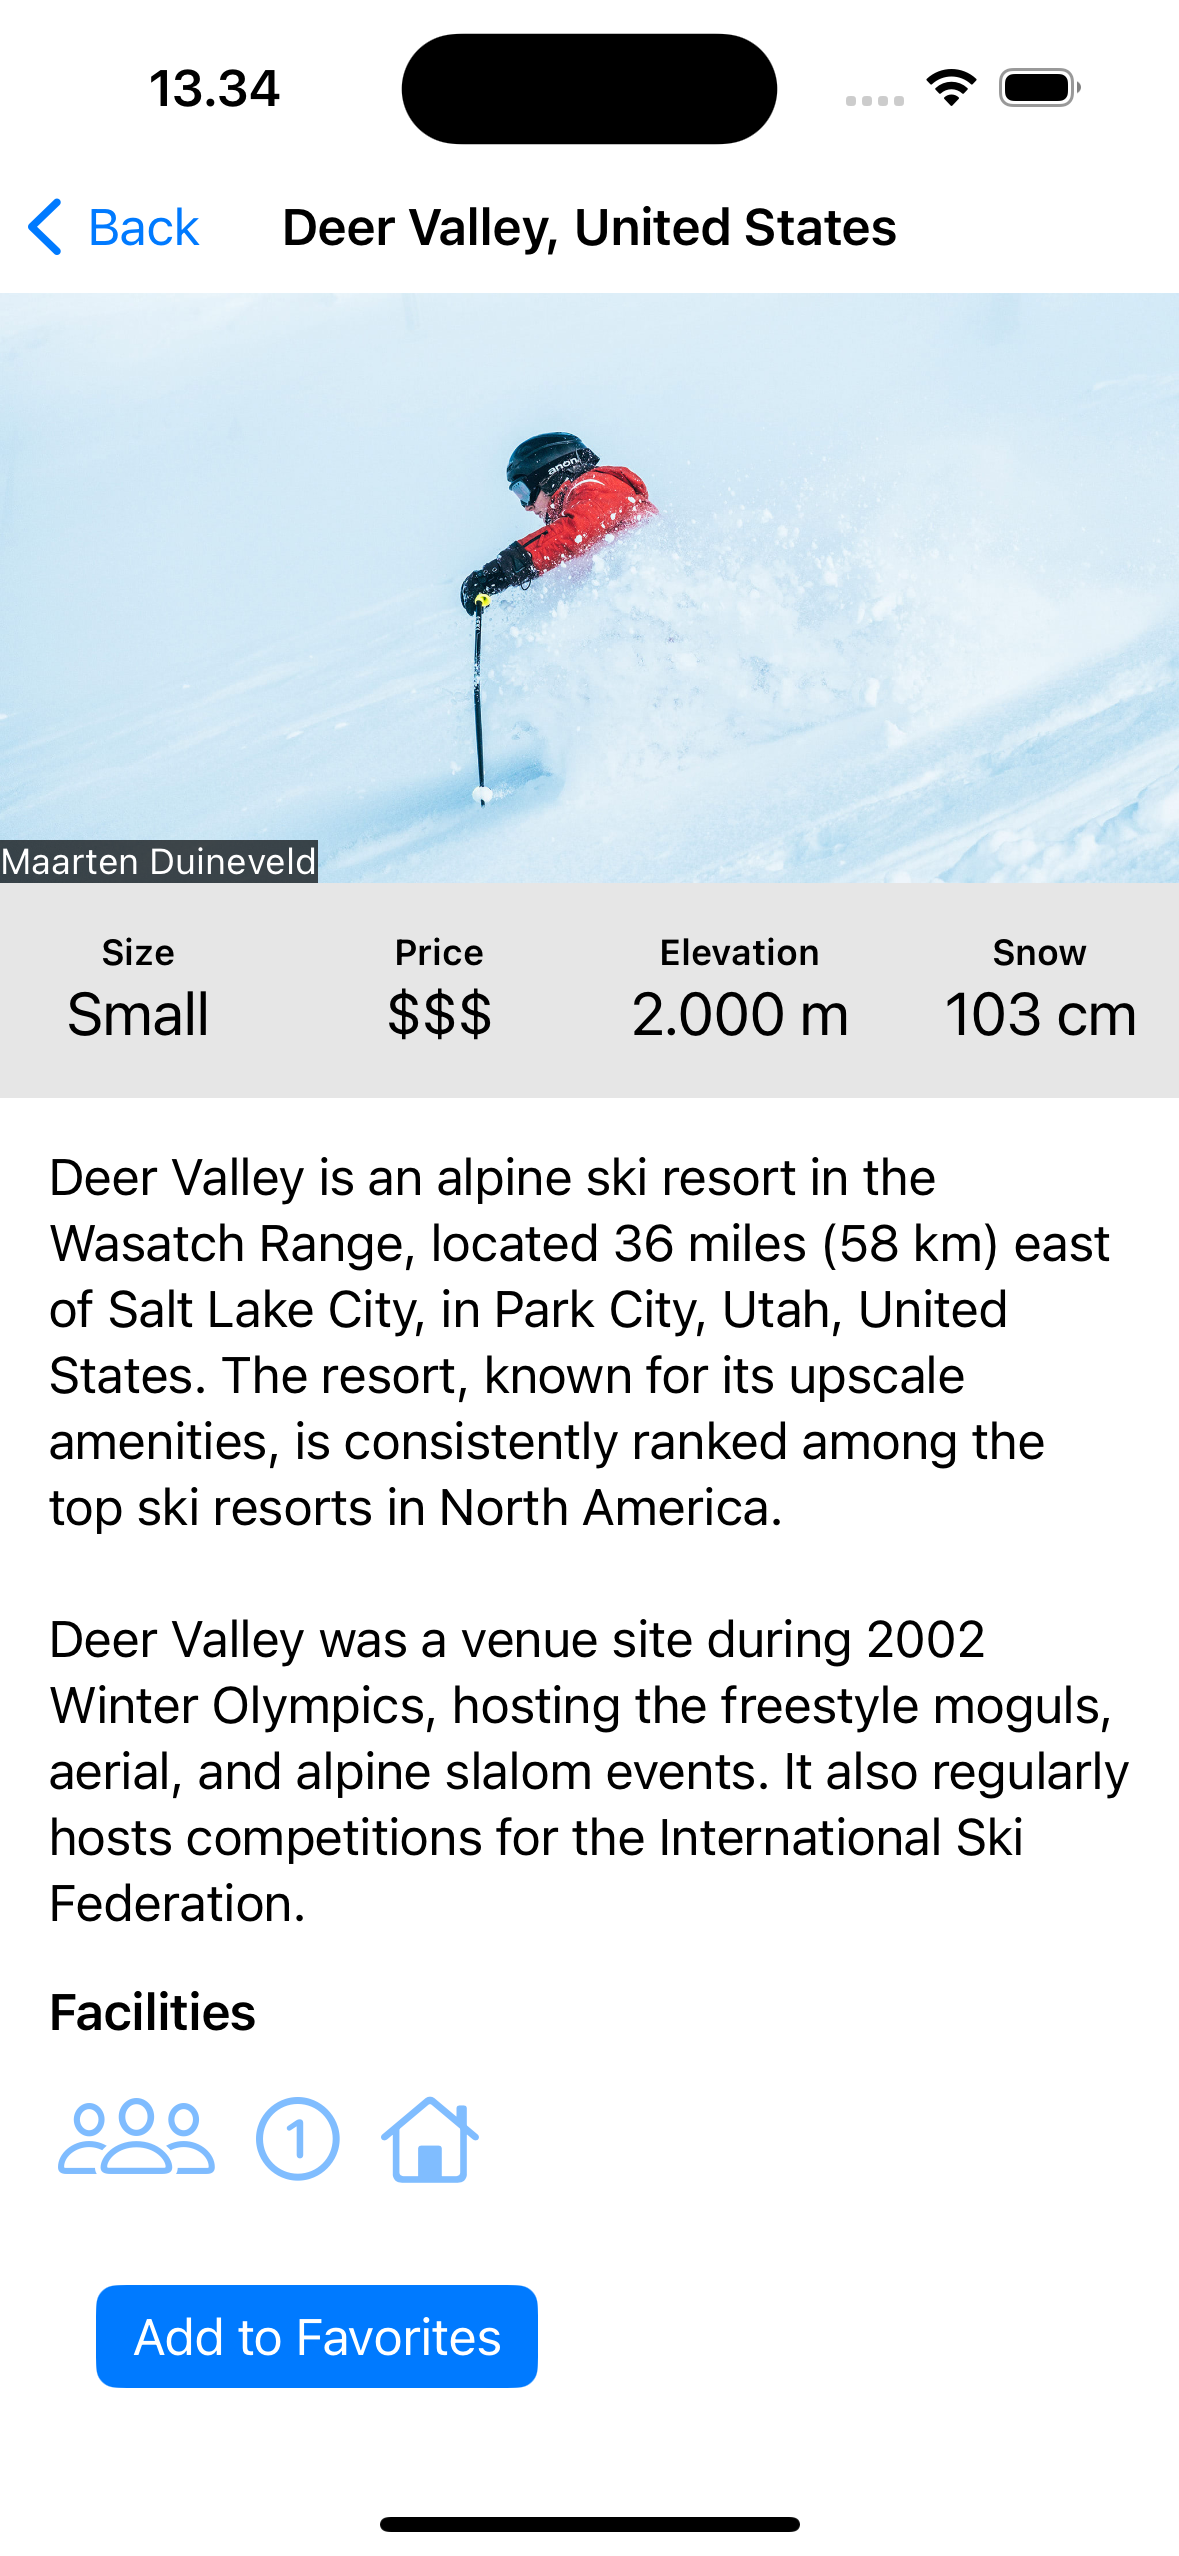 13.34
Back
Deer Valley, United States
anon
Maarten Duineveld
Size Price Elevation Snow
Small $$$ 2.000 m 103 cm
Deer Valley is an alpine ski resort in the
Wasatch Range, located 36 miles (58 km) east
of Salt Lake City, in Park City, Utah, United
States. The resort, known for its upscale
amenities, is consistently ranked among the
top ski resorts in North America.
Deer Valley was a venue site during 2002
Winter Olympics, hosting the freestyle moguls,
aerial, and alpine slalom events. It also regularly
hosts competitions for the International Ski
Federation.
Facilities
1
Add to Favorites